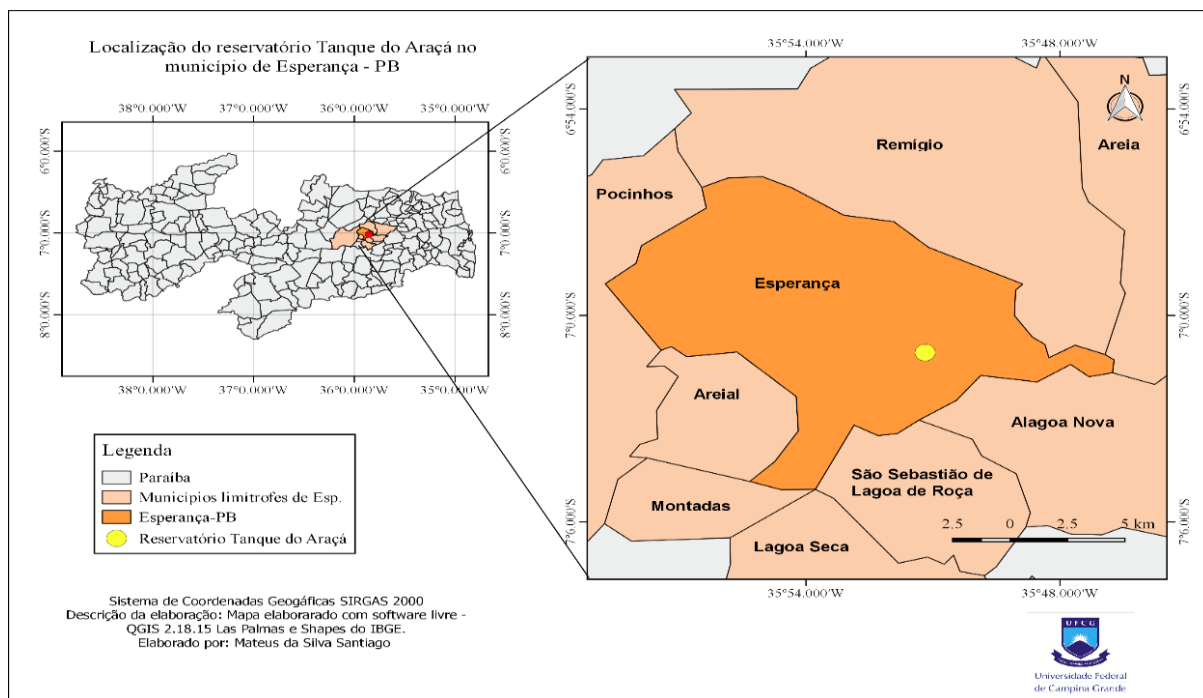 Localização do reservatório Tanque do Araçá no
município de Esperança - PB
38°0.000'W 37°0.000'W 36°0.000'W 35°0.000'W
6°0.000'S
7°0.000'S
8°0.000'S
6°0.000'S
7°0.000'S
8°0.000'S
38°0.000'W 37°0.000'W 36°0.000'W 35°0.000'W
Legenda
Paraíba
Municípios limítrofes de Esp.
Esperança-PB
Reservatório Tanque do Araçá
Sistema de Coordenadas Geogáficas SIRGAS 2000
Descrição da elaboração: Mapa elaborarado com software livre -
QGIS 2.18.15 Las Palmas e Shapes do IBGE.
Elaborado por: Mateus da Silva Santiago
35°54.000'W 35°48.000'W
6°54.000'S
7°0.000'S
7°6.000'S
N
Remígio
Areia
Pocinhos
Esperança
Areial
Alagoa Nova
São Sebastião de
Lagoa de Roça
Montadas
Lagoa Seca
2.5 0 2.5 5 km
6°54.000'S
7°0.000'S
7°6.000'S
35°54.000'W 35°48.000'W
UFCG
Universidade Federal
de Campina Grande